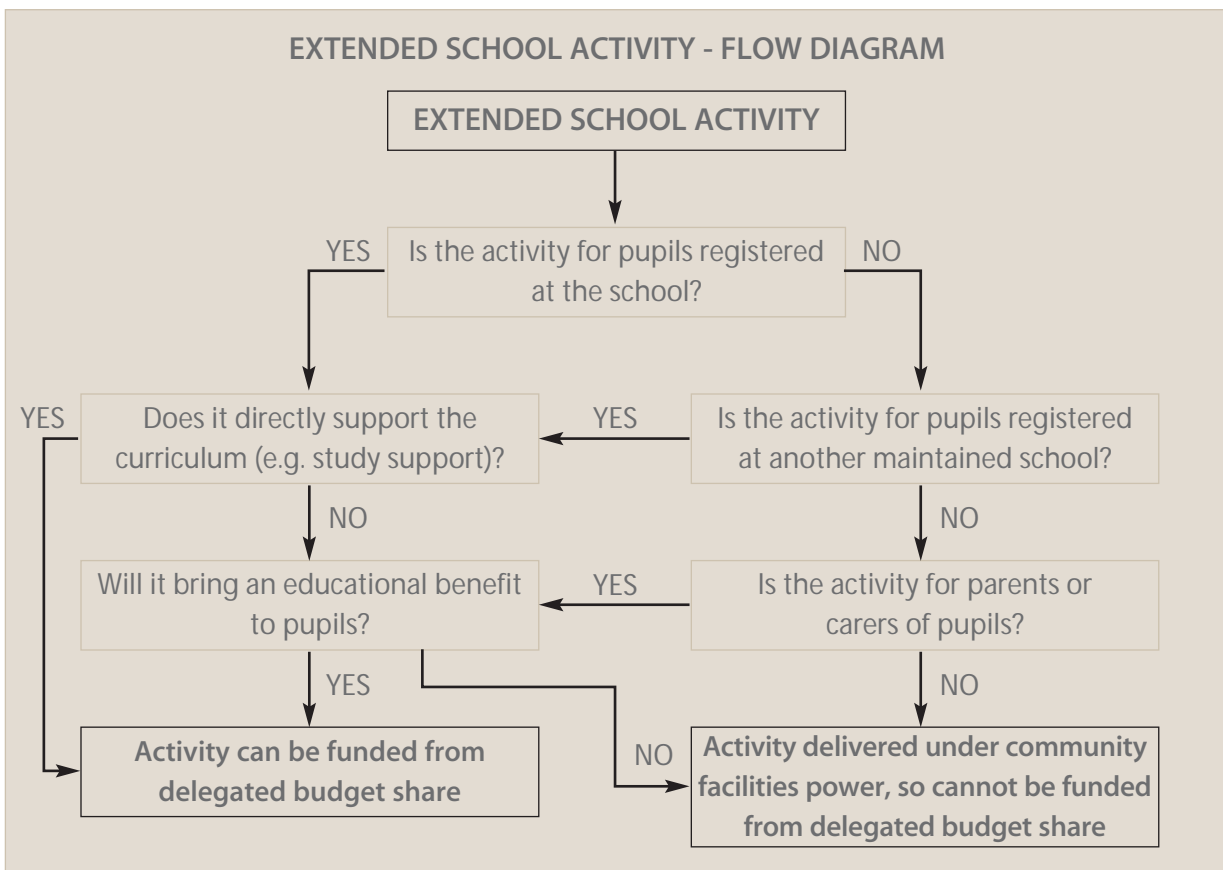 EXTENDED SCHOOL ACTIVITY - FLOW DIAGRAM
EXTENDED SCHOOL ACTIVITY
YES
Is the activity for pupils registered
at the school?
NO
YES
Does it directly support the
curriculum (e.g. study support)?
YES
Is the activity for pupils registered
at another maintained school?
NO
NO
Will it bring an educational benefit
to pupils?
YES
Is the activity for parents or
carers of pupils?
YES
NO
Activity can be funded from
delegated budget share
NO
Activity delivered under community
facilities power, so cannot be funded
from delegated budget share